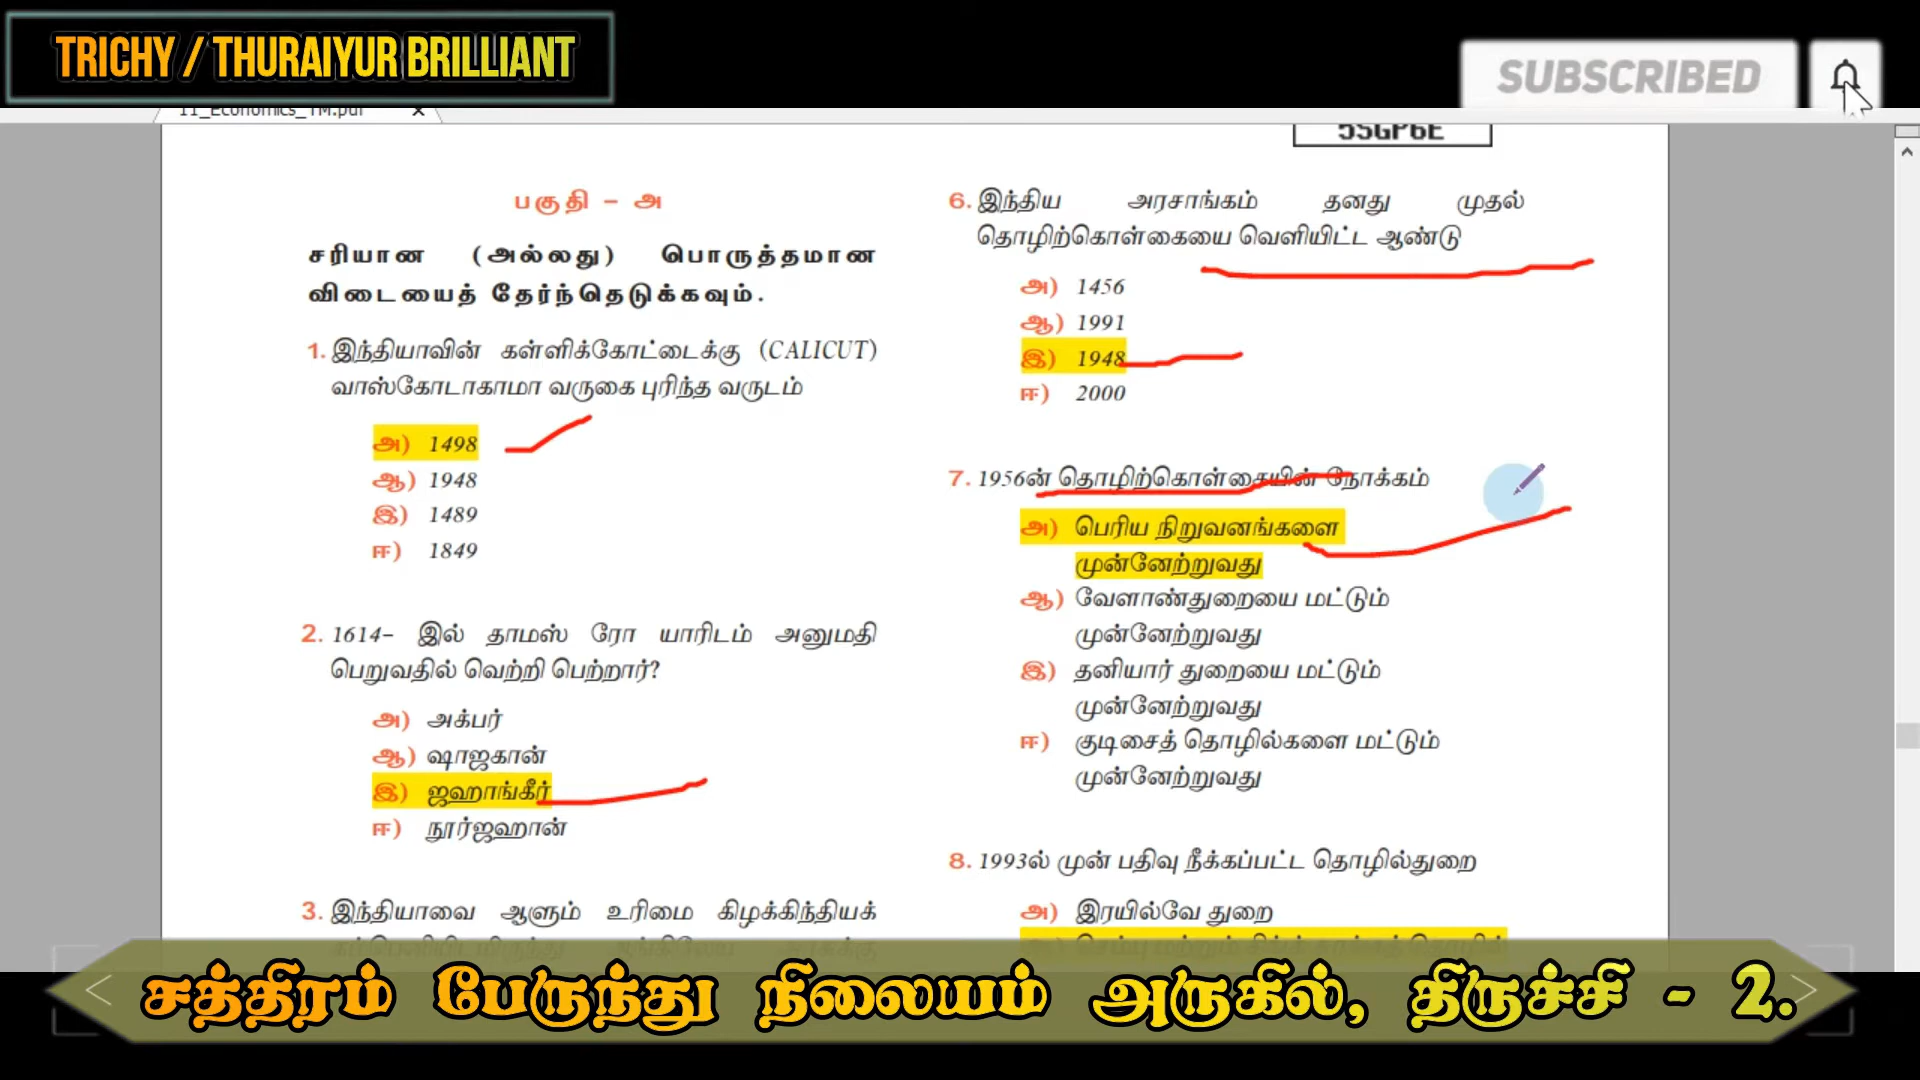 TRICHY / THURAIYUR BRILLIANT
SUBSCRIBED
11_Economics_TM.pdf
5SGP6E
பகுதி – அ
சரியான (அல்லது) பொருத்தமான
விடையைத் தேர்ந்தெடுக்கவும்.
1. இந்தியாவின் கள்ளிக்கோட்டைக்கு (CALICUT)
வாஸ்கோடாகாமா வருகை புரிந்த வருடம்
அ) 1498
ஆ) 1948
இ) 1489
ஈ) 1849
2. 1614– இல் தாமஸ் ரோ யாரிடம் அனுமதி
பெறுவதில் வெற்றி பெற்றார்?
அ) அக்பர்
ஆ) ஷாஜகான்
இ) ஜஹாங்கீர்
ஈ) நூர்ஜஹான்
3. இந்தியாவை ஆளும் உரிமை கிழக்கிந்தியக்
6. இந்திய அரசாங்கம் தனது முதல்
தொழிற்கொள்கையை வெளியிட்ட ஆண்டு
அ) 1456
ஆ) 1991
இ) 1948
ஈ) 2000
7. 1956ன் தொழிற்கொள்கையின் நோக்கம்
அ) பெரிய நிறுவனங்களை
முன்னேற்றுவது
ஆ) வேளாண்துறையை மட்டும்
முன்னேற்றுவது
இ) தனியார் துறையை மட்டும்
முன்னேற்றுவது
ஈ) குடிசைத் தொழில்களை மட்டும்
முன்னேற்றுவது
8. 1993ல் முன் பதிவு நீக்கப்பட்ட தொழில்துறை
அ) இரயில்வே துறை
சத்திரம் பேருந்து நிலையம் அருகில், திருச்சி - 2.